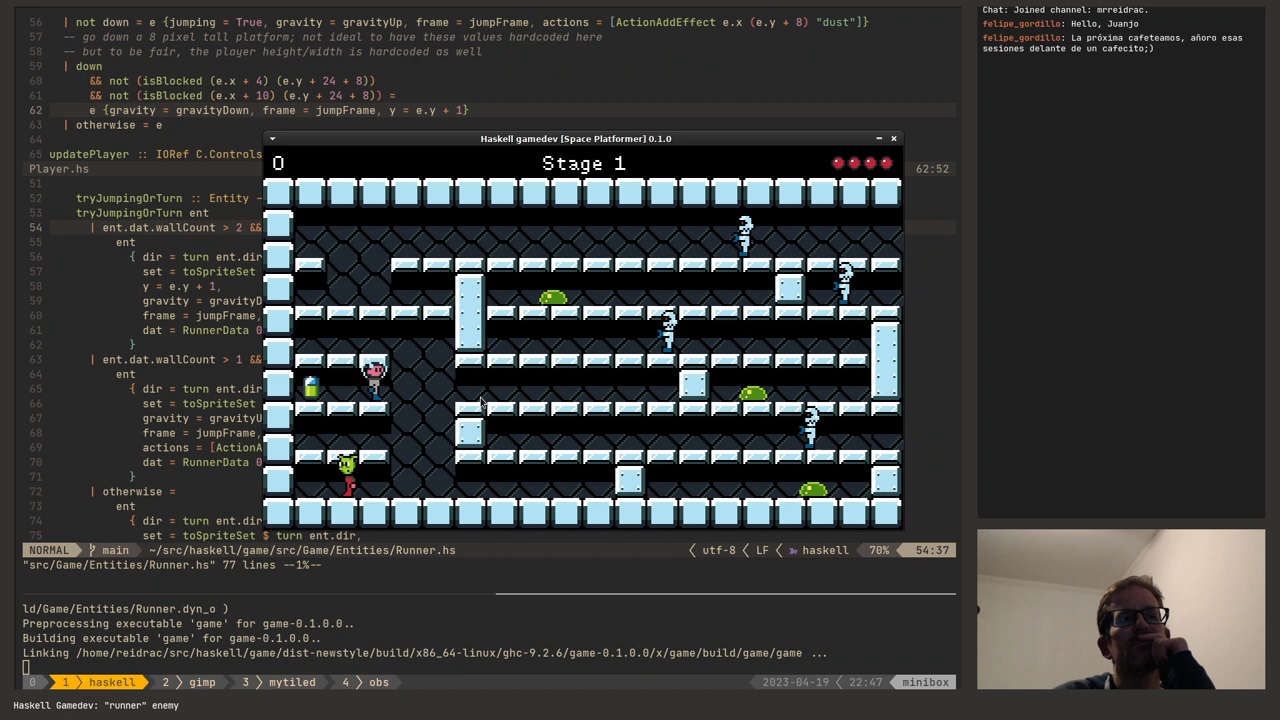 56 | not down = e {jumping = True, gravity = gravityUp, frame = jumpFrame, actions = [ActionAddEffect e.x (e.y + 8) "dust"]}
57 -- go down a 8 pixel tall platform; not ideal to have these values hardcoded here
58 -- but to be fair, the player height/width is hardcoded as well
59 | down
60 && not (isBlocked (e.x + 4) (e.y + 24 + 8))
61 && not (isBlocked (e.x + 10) (e.y + 24 + 8)) =
62 e {gravity = gravityDown, frame = jumpFrame, y = e.y + 1}
63 | otherwise = e
64
65 updatePlayer :: IORef C.Controls
Player.hs 62:52
51
52 tryJumpingOrTurn :: Entity -
53 tryJumpingOrTurn ent
54 | ent.dat.wallCount > 2 &&
55 ent
56 { dir = turn ent.dir
57 set = toSpriteSet
58 y = e.y + 1,
59 gravity = gravityD
60 frame = jumpFrame,
61 dat = RunnerData 0
62 }
63 | ent.dat.wallCount > 1 &&
64 ent
65 { dir = turn ent.dir
66 set = toSpriteSet
67 gravity = gravityU
68 frame = jumpFrame,
69 actions = [ActionA
70 dat = RunnerData 0
71 }
72 | otherwise =
73 ent
74 { dir = turn ent.dir,
75 set = toSpriteSet $ turn ent.dir,
NORMAL main ~/src/haskell/game/src/Game/Entities/Runner.hs utf-8 LF haskell 70% 54:37
"src/Game/Entities/Runner.hs" 77 lines --1%--
ld/Game/Entities/Runner.dyn_o )
Preprocessing executable 'game' for game-0.1.0.0..
Building executable 'game' for game-0.1.0.0..
Linking /home/reidrac/src/haskell/game/dist-newstyle/build/x86_64-linux/ghc-9.2.6/game-0.1.0.0/x/game/build/game/game ...
0 1 haskell 2 gimp 3 mytiled 4 obs 2023-04-19 22:47 minibox
Haskell Gamedev: "runner" enemy
Haskell gamedev [Space Platformer] 0.1.0
0 Stage 1
Chat: Joined channel: mrreidrac.
felipe_gordillo: Hello, Juanjo
felipe_gordillo: La próxima cafeteamos, añoro esas
sesiones delante de un cafecito;)